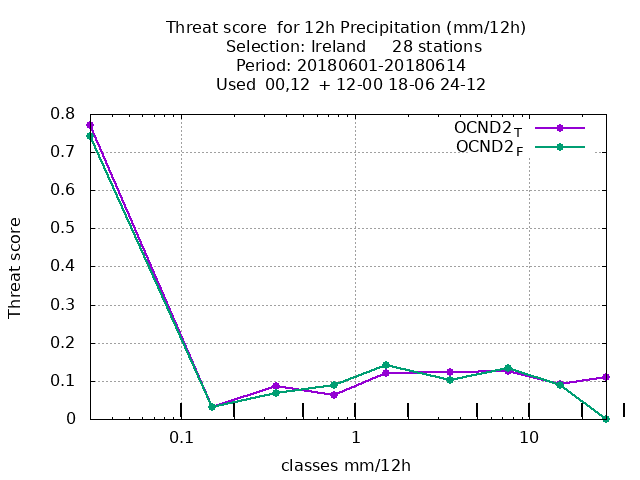 Threat score  for 12h Precipitation (mm/12h)
Selection: Ireland     28 stations
Period: 20180601-20180614
Used  00,12  + 12-00 18-06 24-12
OCND2T
OCND2F
Threat score
0.8
0.7
0.6
0.5
0.4
0.3
0.2
0.1
0
0.1 1 10
classes mm/12h